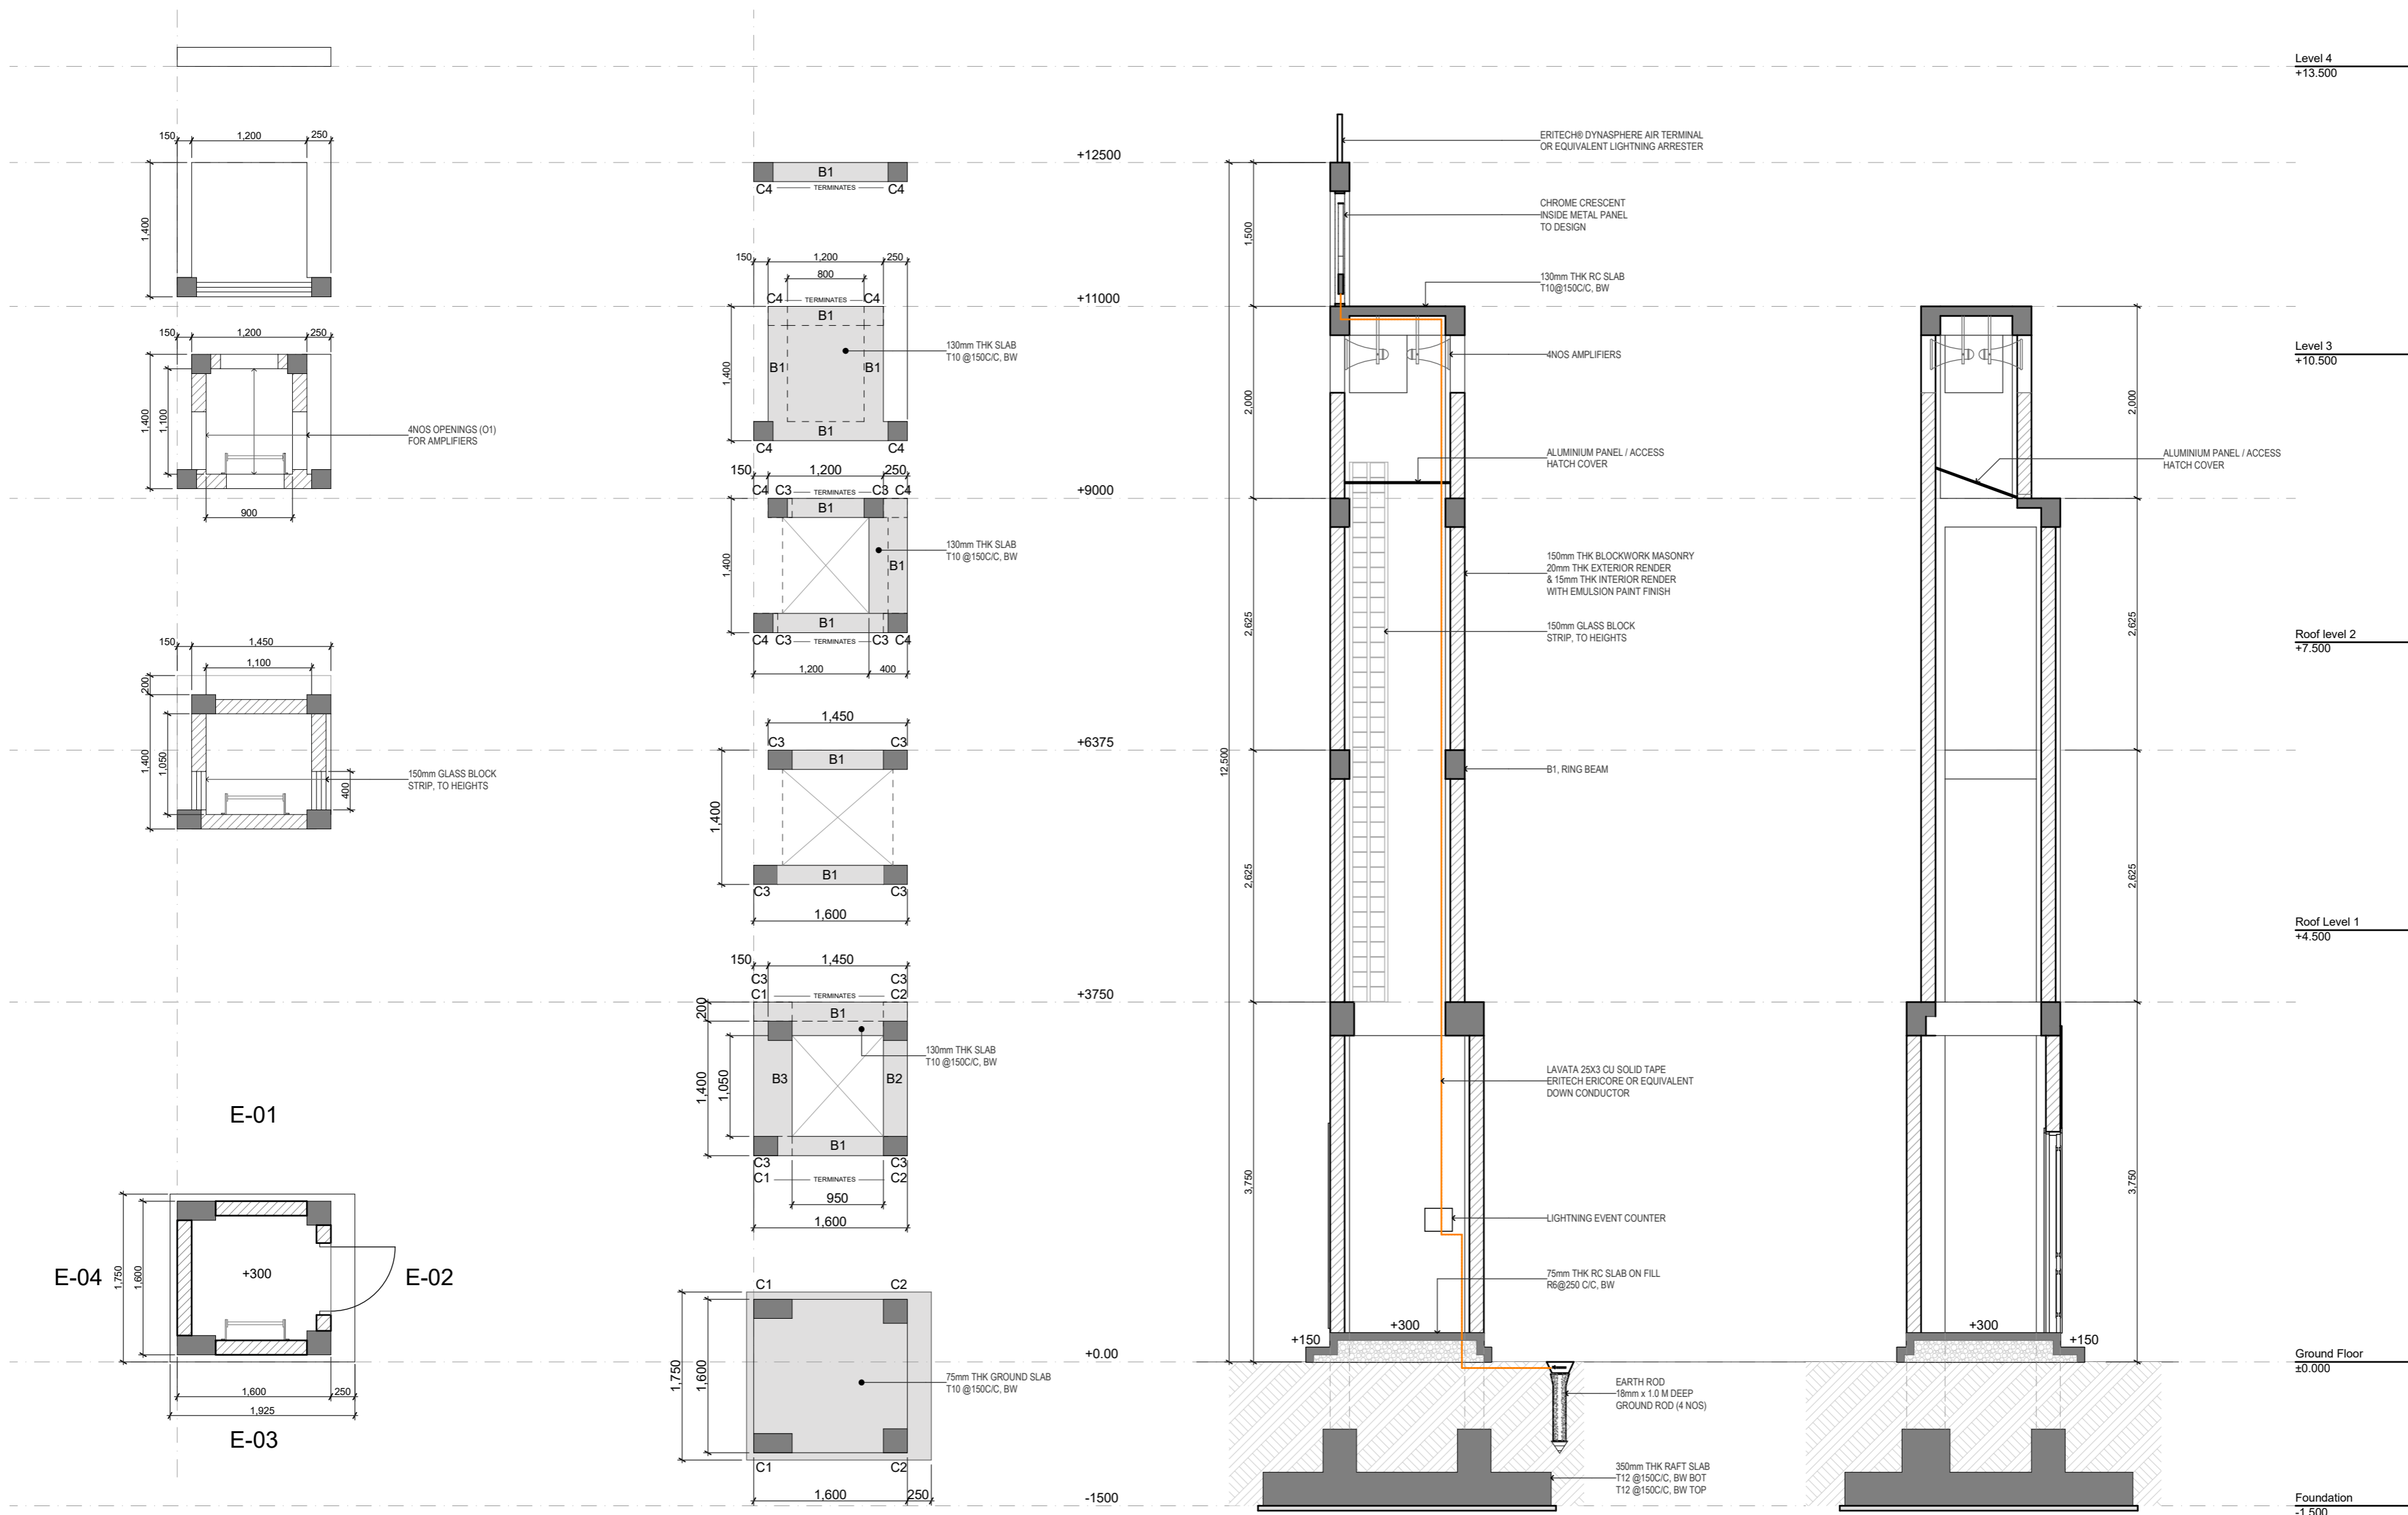 Level 4
+13.500
150
1,200
250
1,400
150
1,200
250
1,400
1,100
900
4NOS OPENINGS (O1)
FOR AMPLIFIERS
150
1,450
1,100
200
1,400
1,050
400
150mm GLASS BLOCK
STRIP, TO HEIGHTS
E-01
E-04
E-02
+300
1,750
1,600
1,600
250
1,925
E-03
+12500
B1
C4
TERMINATES
C4
150
1,200
250
800
C4
TERMINATES
C4
+11000
B1
B1
B1
B1
1,400
130mm THK SLAB
T10 @150C/C, BW
C4
C4
150
1,200
250
C4
C3
TERMINATES
C3
C4
+9000
B1
B1
B1
1,400
130mm THK SLAB
T10 @150C/C, BW
C4
C3
TERMINATES
C3
C4
1,200
400
1,450
C3
C3
+6375
B1
B1
1,400
C3
C3
1,600
150
1,450
C3
C3
C1
TERMINATES
C2
+3750
200
B1
B3
B2
B1
1,400
1,050
130mm THK SLAB
T10 @150C/C, BW
C3
C3
C1
TERMINATES
C2
950
1,600
C1
C2
+0.00
1,750
1,600
75mm THK GROUND SLAB
T10 @150C/C, BW
C1
C2
1,600
250
-1500
ERITECH® DYNASPHERE AIR TERMINAL
OR EQUIVALENT LIGHTNING ARRESTER
CHROME CRESCENT
INSIDE METAL PANEL
TO DESIGN
130mm THK RC SLAB
T10@150C/C, BW
4NOS AMPLIFIERS
ALUMINIUM PANEL / ACCESS
HATCH COVER
150mm THK BLOCKWORK MASONRY
20mm THK EXTERIOR RENDER
& 15mm THK INTERIOR RENDER
WITH EMULSION PAINT FINISH
150mm GLASS BLOCK
STRIP, TO HEIGHTS
B1, RING BEAM
LAVATA 25X3 CU SOLID TAPE
ERITECH ERICORE OR EQUIVALENT
DOWN CONDUCTOR
LIGHTNING EVENT COUNTER
75mm THK RC SLAB ON FILL
R6@250 C/C, BW
EARTH ROD
18mm x 1.0 M DEEP
GROUND ROD (4 NOS)
350mm THK RAFT SLAB
T12 @150C/C, BW BOT
T12 @150C/C, BW TOP
12,500
1,500
2,000
2,625
2,625
3,750
+150
+300
ALUMINIUM PANEL / ACCESS
HATCH COVER
2,000
2,625
2,625
3,750
+300
+150
Level 3
+10.500
Roof level 2
+7.500
Roof Level 1
+4.500
Ground Floor
±0.000
Foundation
-1.500